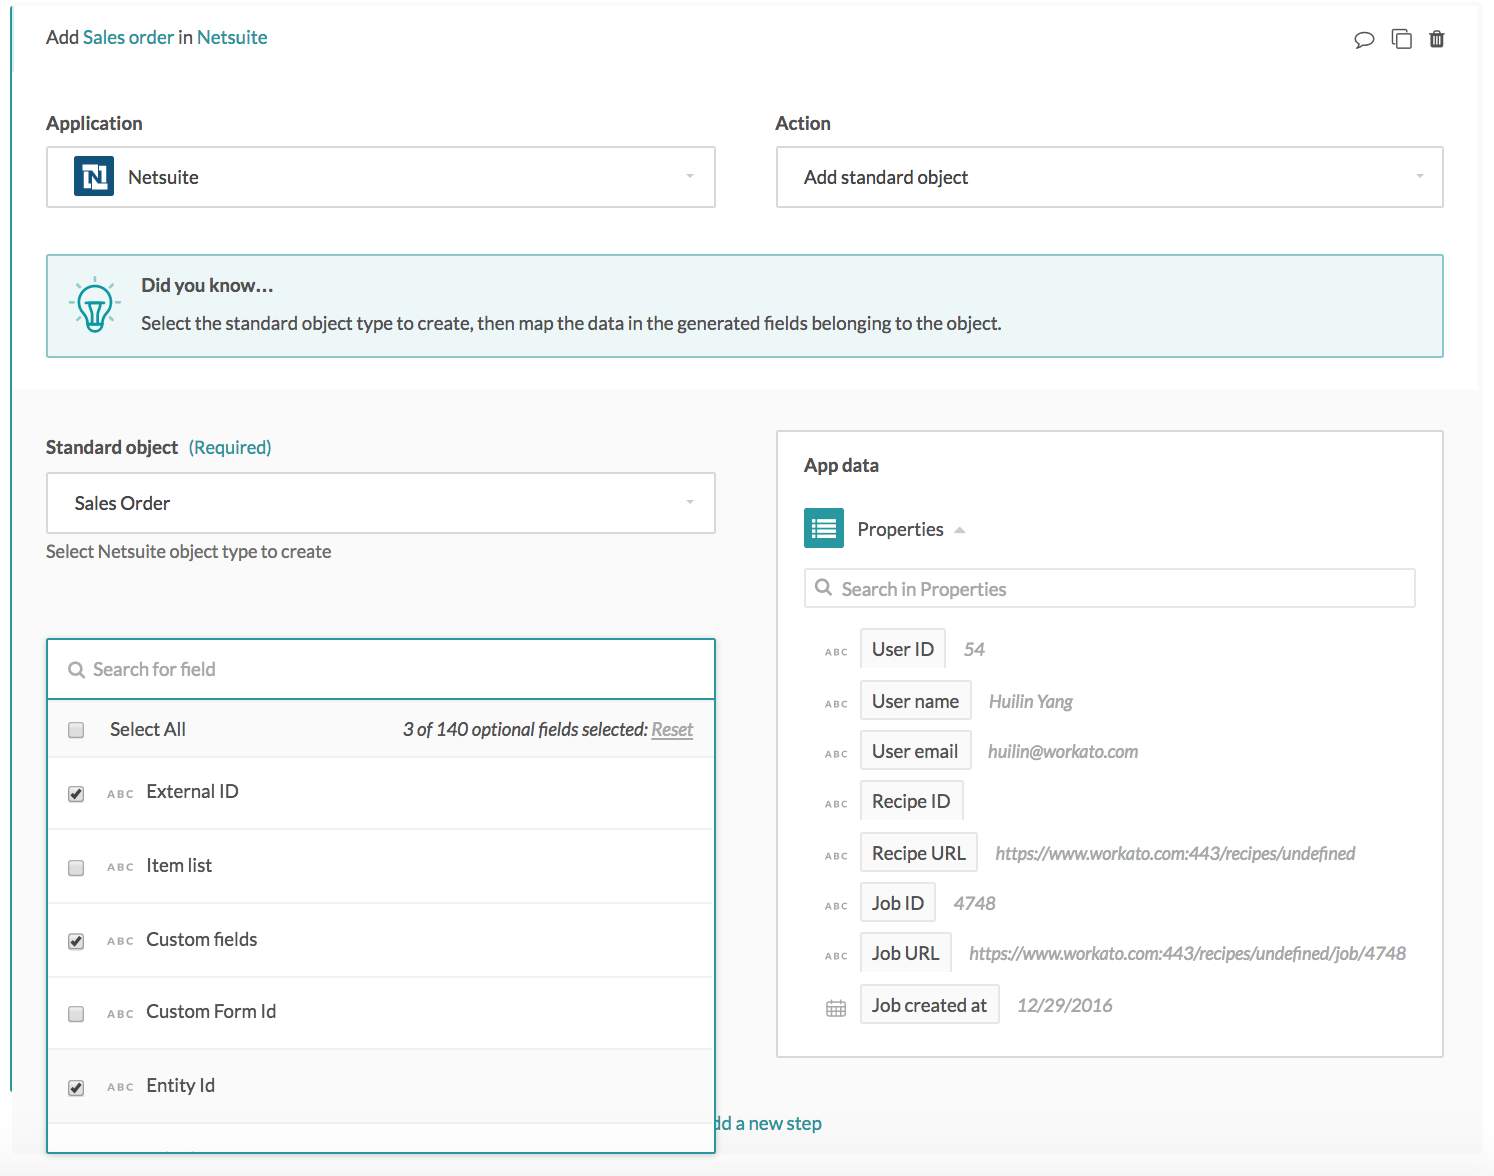 Add Sales order in Netsuite
Application
Netsuite
Action
Add standard object
Did you know...
Select the standard object type to create, then map the data in the generated fields belonging to the object.
Standard object (Required)
Sales Order
Select Netsuite object type to create
Search for field
Select All 3 of 140 optional fields selected: Reset
ABC External ID
ABC Item list
ABC Custom fields
ABC Custom Form Id
ABC Entity Id
App data
Properties
Search in Properties
ABC User ID 54
ABC User name Huilin Yang
ABC User email huilin@workato.com
ABC Recipe ID
ABC Recipe URL https://www.workato.com:443/recipes/undefined
ABC Job ID 4748
ABC Job URL https://www.workato.com:443/recipes/undefined/job/4748
Job created at 12/29/2016
dd a new step